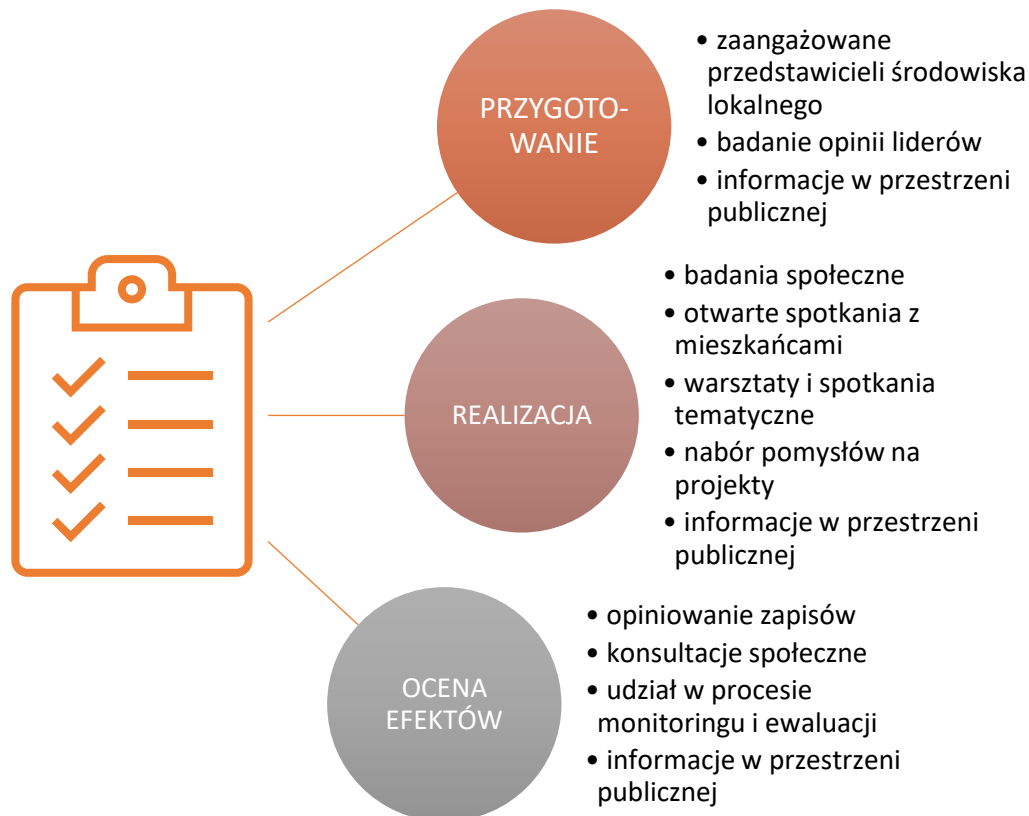 PRZYGOTO-
WANIE
• zaangażowane
przedstawicieli środowiska
lokalnego
• badanie opinii liderów
• informacje w przestrzeni
publicznej
REALIZACJA
• badania społeczne
• otwarte spotkania z
mieszkańcami
• warsztaty i spotkania
tematyczne
• nabór pomysłów na
projekty
• informacje w przestrzeni
publicznej
OCENA
EFEKTÓW
• opiniowanie zapisów
• konsultacje społeczne
• udział w procesie
monitoringu i ewaluacji
• informacje w przestrzeni
publicznej